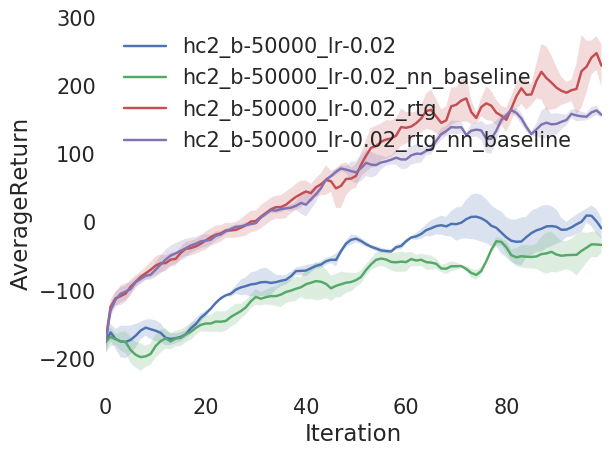 300
200
100
0
−100
−200
AverageReturn
hc2_b-50000_lr-0.02
hc2_b-50000_lr-0.02_nn_baseline
hc2_b-50000_lr-0.02_rtg
hc2_b-50000_lr-0.02_rtg_nn_baseline
0 20 40 60 80
Iteration